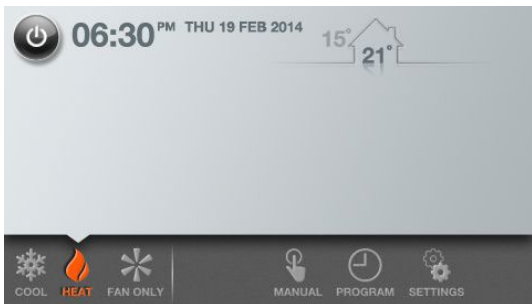 06:30 PM THU 19 FEB 2014
15°
21°
COOL HEAT FAN ONLY MANUAL PROGRAM SETTINGS